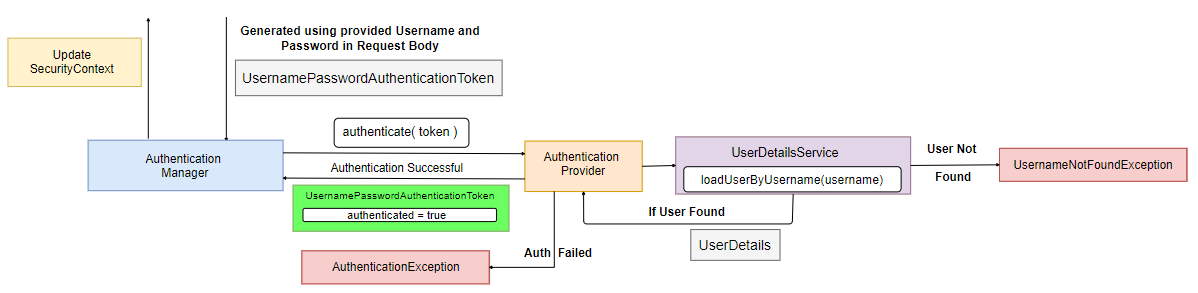 Generated using provided Username and
Password in Request Body
Update
SecurityContext
UsernamePasswordAuthenticationToken
authenticate( token )
Authentication
Manager
Authentication Successful
UsernamePasswordAuthenticationToken
authenticated = true
Authentication
Provider
UserDetailsService
loadUserByUsername(username)
User Not
Found
UsernameNotFoundException
If User Found
UserDetails
Auth Failed
AuthenticationException